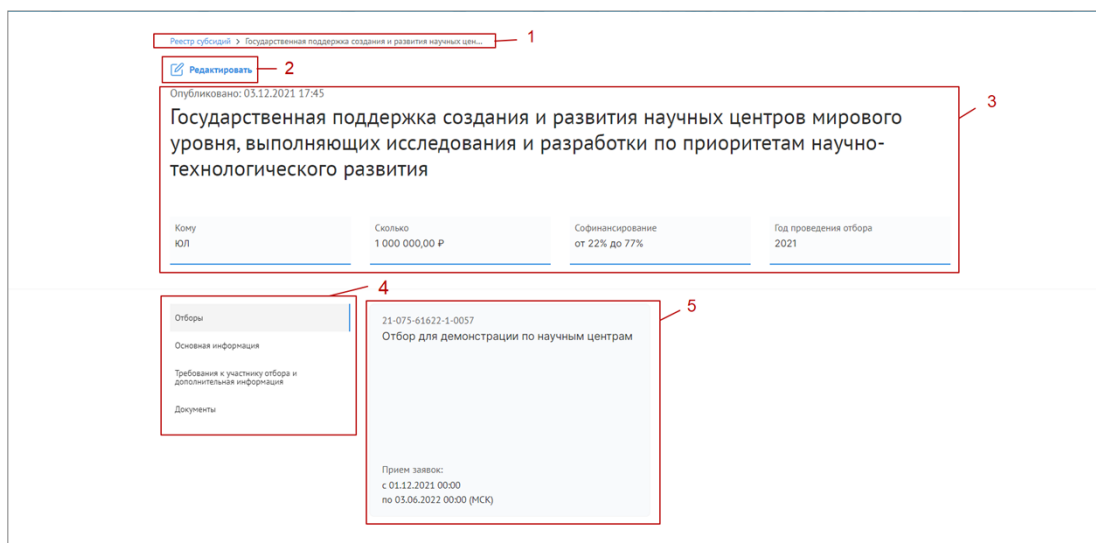 Реестр субсидий > Государственная поддержка создания и развития научных цен...
1
Редактировать
2
Опубликовано: 03.12.2021 17:45
3
Государственная поддержка создания и развития научных центров мирового
уровня, выполняющих исследования и разработки по приоритетам научно-
технологического развития
Кому
ЮЛ
Сколько
1 000 000,00 ₽
Софинансирование
от 22% до 77%
Год проведения отбора
2021
4
Отборы
Основная информация
Требования к участнику отбора и
дополнительная информация
Документы
5
21-075-61622-1-0057
Отбор для демонстрации по научным центрам
Прием заявок:
с 01.12.2021 00:00
по 03.06.2022 00:00 (МСК)